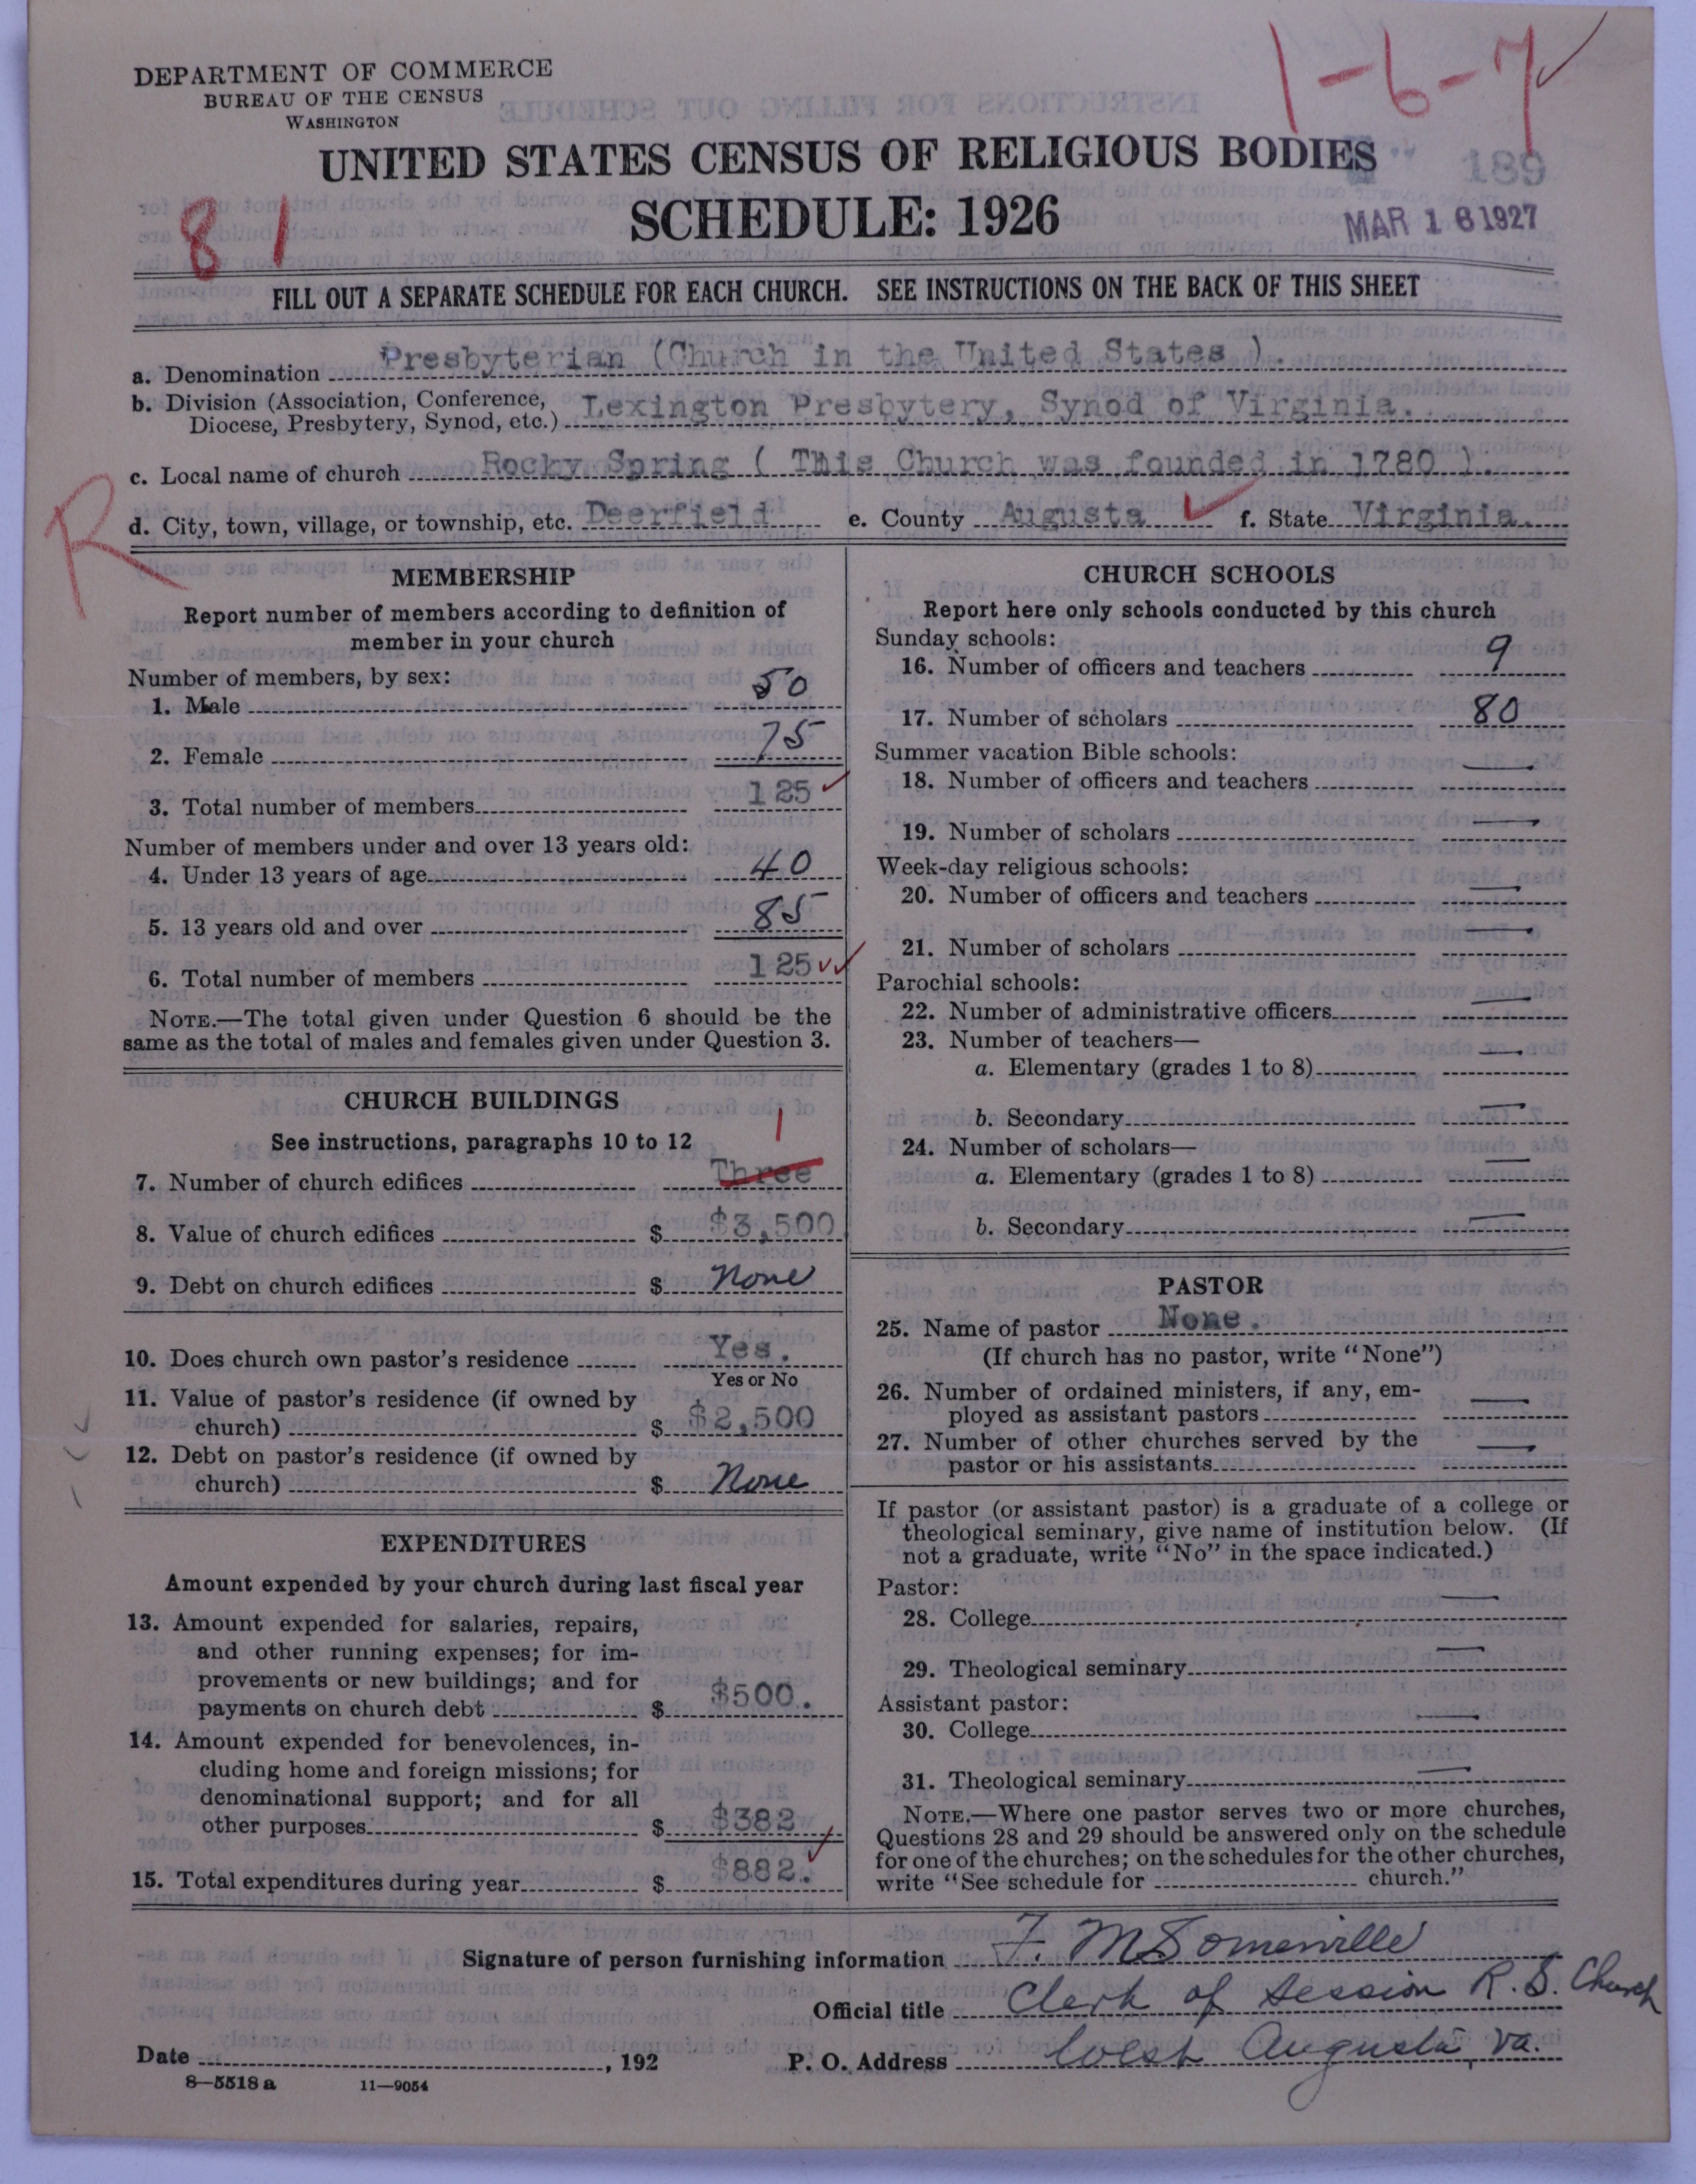 DEPARTMENT OF COMMERCE
BUREAU OF THE CENSUS
WASHINGTON
1-6-7
UNITED STATES CENSUS OF RELIGIOUS BODIES
189
81
SCHEDULE: 1926
MAR 16 1927
FILL OUT A SEPARATE SCHEDULE FOR EACH CHURCH. SEE INSTRUCTIONS ON THE BACK OF THIS SHEET
a. Denomination Presbyterian (Church in the United States ).
b. Division (Association, Conference, Diocese, Presbytery, Synod, etc.) Lexington Presbytery, Synod of Virginia.
c. Local name of church Rocky Spring ( This Church was founded in 1780 ).
R
d. City, town, village, or township, etc. Deerfield e. County Augusta f. State Virginia.
MEMBERSHIP
Report number of members according to definition of
member in your church
Number of members, by sex:
1. Male 50
2. Female 75
3. Total number of members 125
Number of members under and over 13 years old:
4. Under 13 years of age 40
5. 13 years old and over 85
6. Total number of members 125
NOTE.—The total given under Question 6 should be the
same as the total of males and females given under Question 3.
CHURCH BUILDINGS
See instructions, paragraphs 10 to 12
1
7. Number of church edifices Three
8. Value of church edifices $ $3,500
9. Debt on church edifices $ None
10. Does church own pastor's residence Yes.
Yes or No
11. Value of pastor's residence (if owned by
church) $ $2,500
12. Debt on pastor's residence (if owned by
church) $ None
EXPENDITURES
Amount expended by your church during last fiscal year
13. Amount expended for salaries, repairs,
and other running expenses; for im-
provements or new buildings; and for
payments on church debt $ $500.
14. Amount expended for benevolences, in-
cluding home and foreign missions; for
denominational support; and for all
other purposes $ $382
15. Total expenditures during year $ $882.
CHURCH SCHOOLS
Report here only schools conducted by this church
Sunday schools:
16. Number of officers and teachers 9
17. Number of scholars 80
Summer vacation Bible schools:
18. Number of officers and teachers —
19. Number of scholars —
Week-day religious schools:
20. Number of officers and teachers —
21. Number of scholars —
Parochial schools:
22. Number of administrative officers —
23. Number of teachers—
a. Elementary (grades 1 to 8) —
b. Secondary —
24. Number of scholars—
a. Elementary (grades 1 to 8) —
b. Secondary —
PASTOR
25. Name of pastor None.
(If church has no pastor, write "None")
26. Number of ordained ministers, if any, em-
ployed as assistant pastors —
27. Number of other churches served by the
pastor or his assistants —
If pastor (or assistant pastor) is a graduate of a college or
theological seminary, give name of institution below. (If
not a graduate, write "No" in the space indicated.)
Pastor:
28. College —
29. Theological seminary —
Assistant pastor:
30. College —
31. Theological seminary —
NOTE.—Where one pastor serves two or more churches,
Questions 28 and 29 should be answered only on the schedule
for one of the churches; on the schedules for the other churches,
write "See schedule for church."
Signature of person furnishing information F. M Somerville
Official title Clerk of Session R. S. Church
Date , 192 P. O. Address West Augusta, Va.
8—5518 a 11—9054